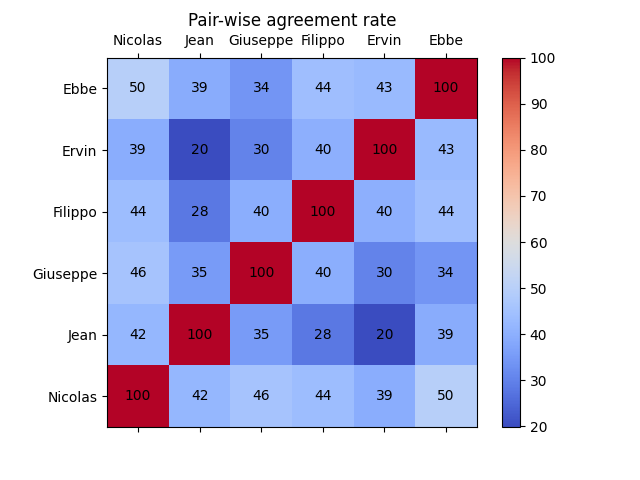 Pair-wise agreement rate
Nicolas Jean Giuseppe Filippo Ervin Ebbe
Ebbe 50 39 34 44 43 100
Ervin 39 20 30 40 100 43
Filippo 44 28 40 100 40 44
Giuseppe 46 35 100 40 30 34
Jean 42 100 35 28 20 39
Nicolas 100 42 46 44 39 50
100
90
80
70
60
50
40
30
20